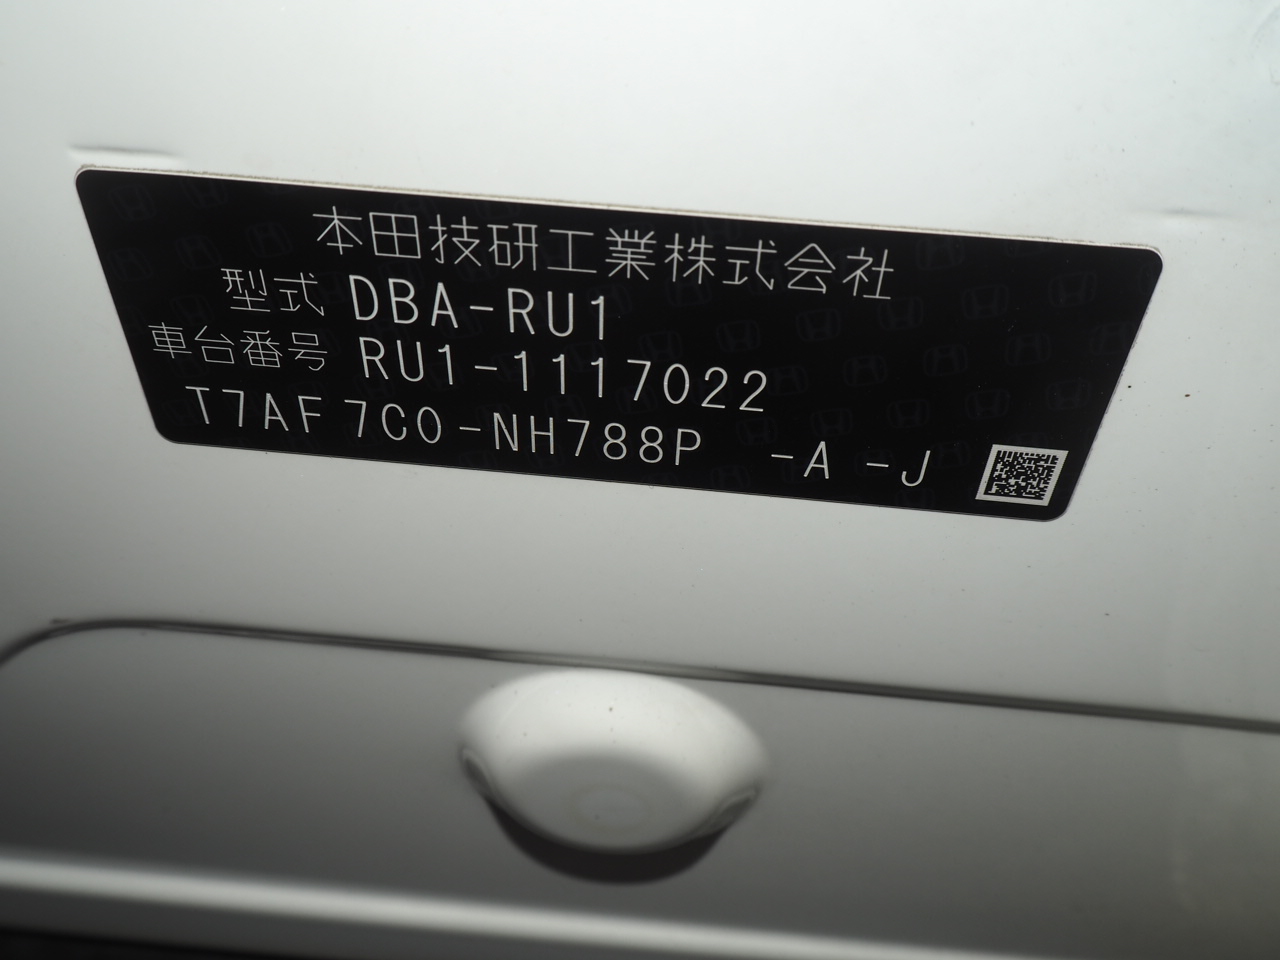 本田技研工業株式会社
型式 DBA-RU1
車台番号 RU1-1117022
T7AF7C0-NH788P -A -J